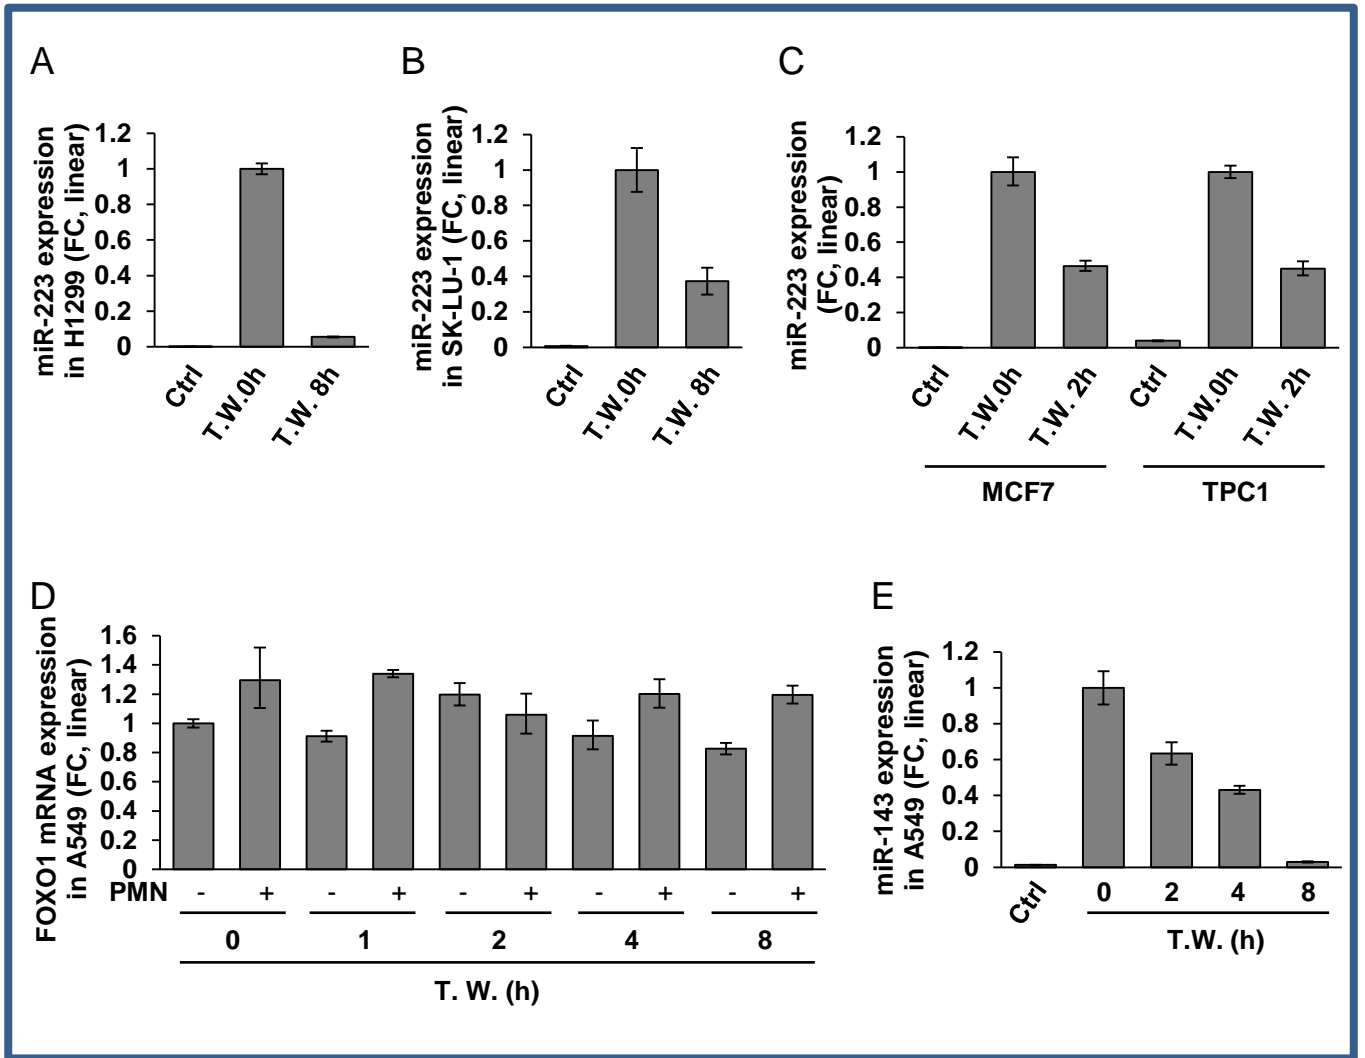 A
miR-223 expression
in H1299 (FC, linear)
1.2
1
0.8
0.6
0.4
0.2
0
Ctrl
T.W.0h
T.W. 8h
B
miR-223 expression
in SK-LU-1 (FC, linear)
1.2
1
0.8
0.6
0.4
0.2
0
Ctrl
T.W.0h
T.W. 8h
C
miR-223 expression
(FC, linear)
1.2
1
0.8
0.6
0.4
0.2
0
Ctrl
T.W.0h
T.W. 2h
Ctrl
T.W.0h
T.W. 2h
MCF7
TPC1
D
FOXO1 mRNA expression
in A549 (FC, linear)
1.6
1.4
1.2
1
0.8
0.6
0.4
0.2
0
PMN - + - + - + - + - +
0 1 2 4 8
T. W. (h)
E
miR-143 expression
in A549 (FC, linear)
1.2
1
0.8
0.6
0.4
0.2
0
Ctrl
0 2 4 8
T.W. (h)